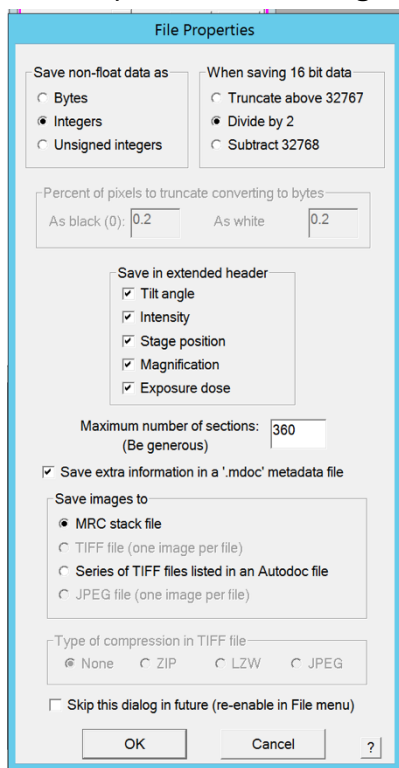 File Properties
Save non-float data as
Bytes
Integers
Unsigned integers
When saving 16 bit data
Truncate above 32767
Divide by 2
Subtract 32768
Percent of pixels to truncate converting to bytes
As black (0): 0.2 As white 0.2
Save in extended header
Tilt angle
Intensity
Stage position
Magnification
Exposure dose
Maximum number of sections: 360
(Be generous)
Save extra information in a '.mdoc' metadata file
Save images to
MRC stack file
TIFF file (one image per file)
Series of TIFF files listed in an Autodoc file
JPEG file (one image per file)
Type of compression in TIFF file
None ZIP LZW JPEG
Skip this dialog in future (re-enable in File menu)
OK Cancel ?